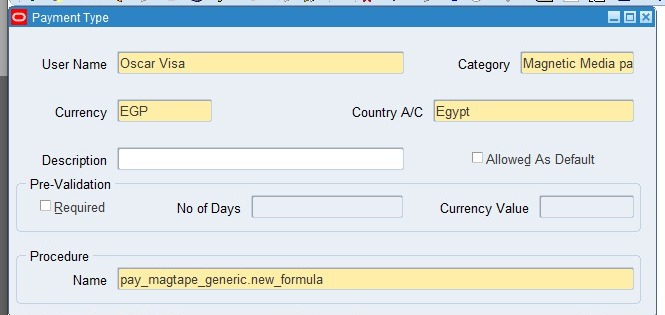 Payment Type
User Name Oscar Visa Category Magnetic Media pa
Currency EGP Country A/C Egypt
Description Allowed As Default
Pre-Validation
Required No of Days Currency Value
Procedure
Name pay_magtape_generic.new_formula